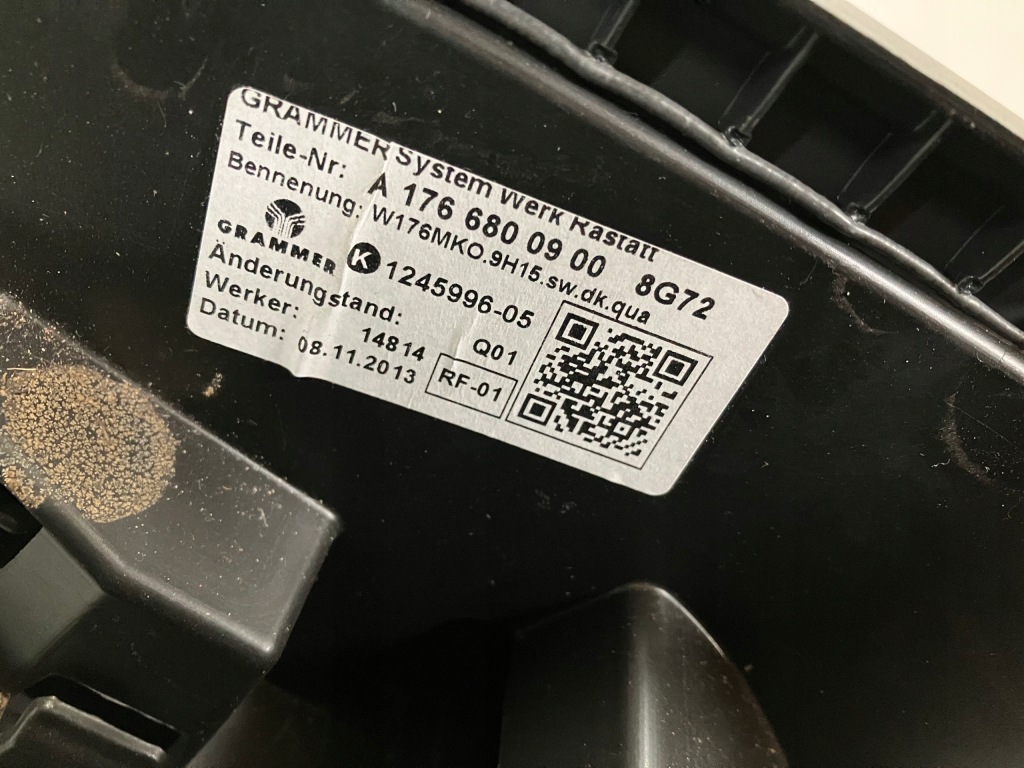 GRAMMER System Werk Rastatt
Teile-Nr: A 176 680 09 00 8G72
Bennenung: W176MKO.9H15.sw.dk.qua
GRAMMER K 1245996-05
Änderungstand: Q01
Werker: 14814
Datum: 08.11.2013 RF-01